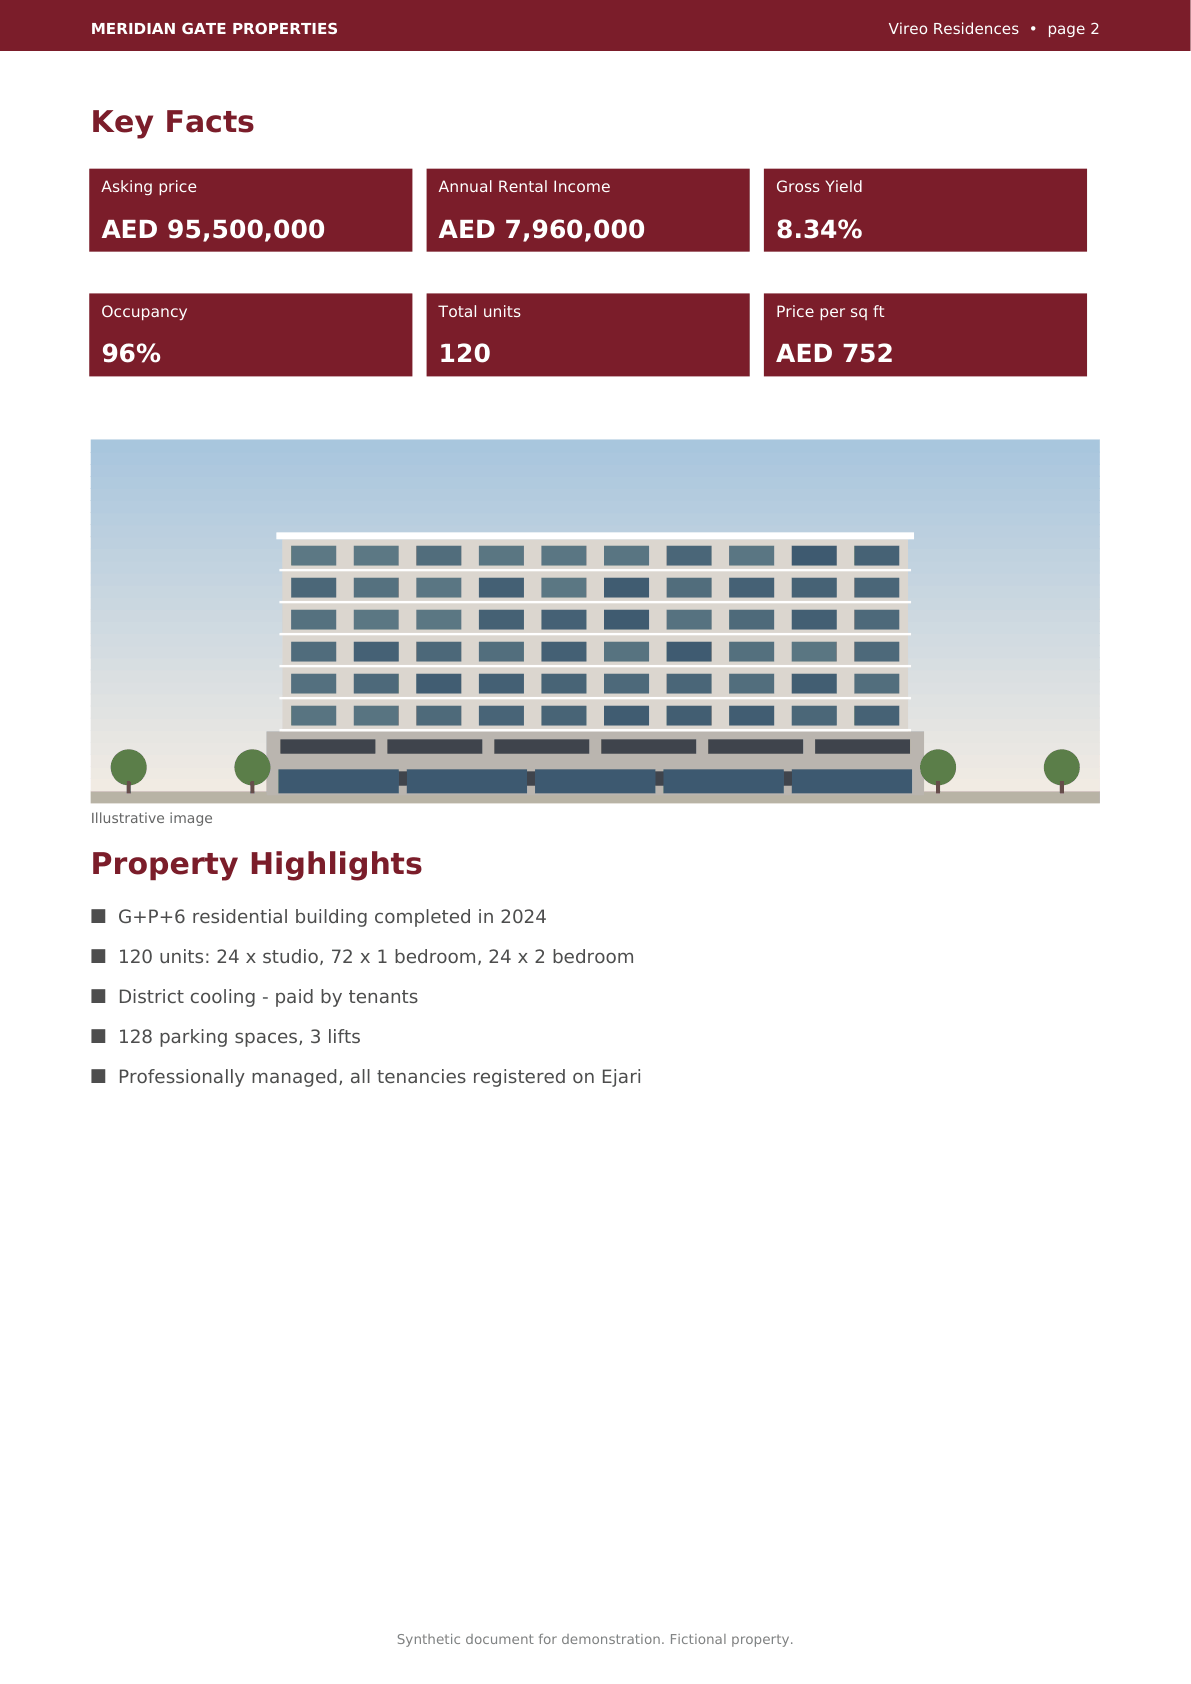 MERIDIAN GATE PROPERTIES
Vireo Residences • page 2
Key Facts
Asking price
AED 95,500,000
Annual Rental Income
AED 7,960,000
Gross Yield
8.34%
Occupancy
96%
Total units
120
Price per sq ft
AED 752
Illustrative image
Property Highlights
■ G+P+6 residential building completed in 2024
■ 120 units: 24 x studio, 72 x 1 bedroom, 24 x 2 bedroom
■ District cooling - paid by tenants
■ 128 parking spaces, 3 lifts
■ Professionally managed, all tenancies registered on Ejari
Synthetic document for demonstration. Fictional property.